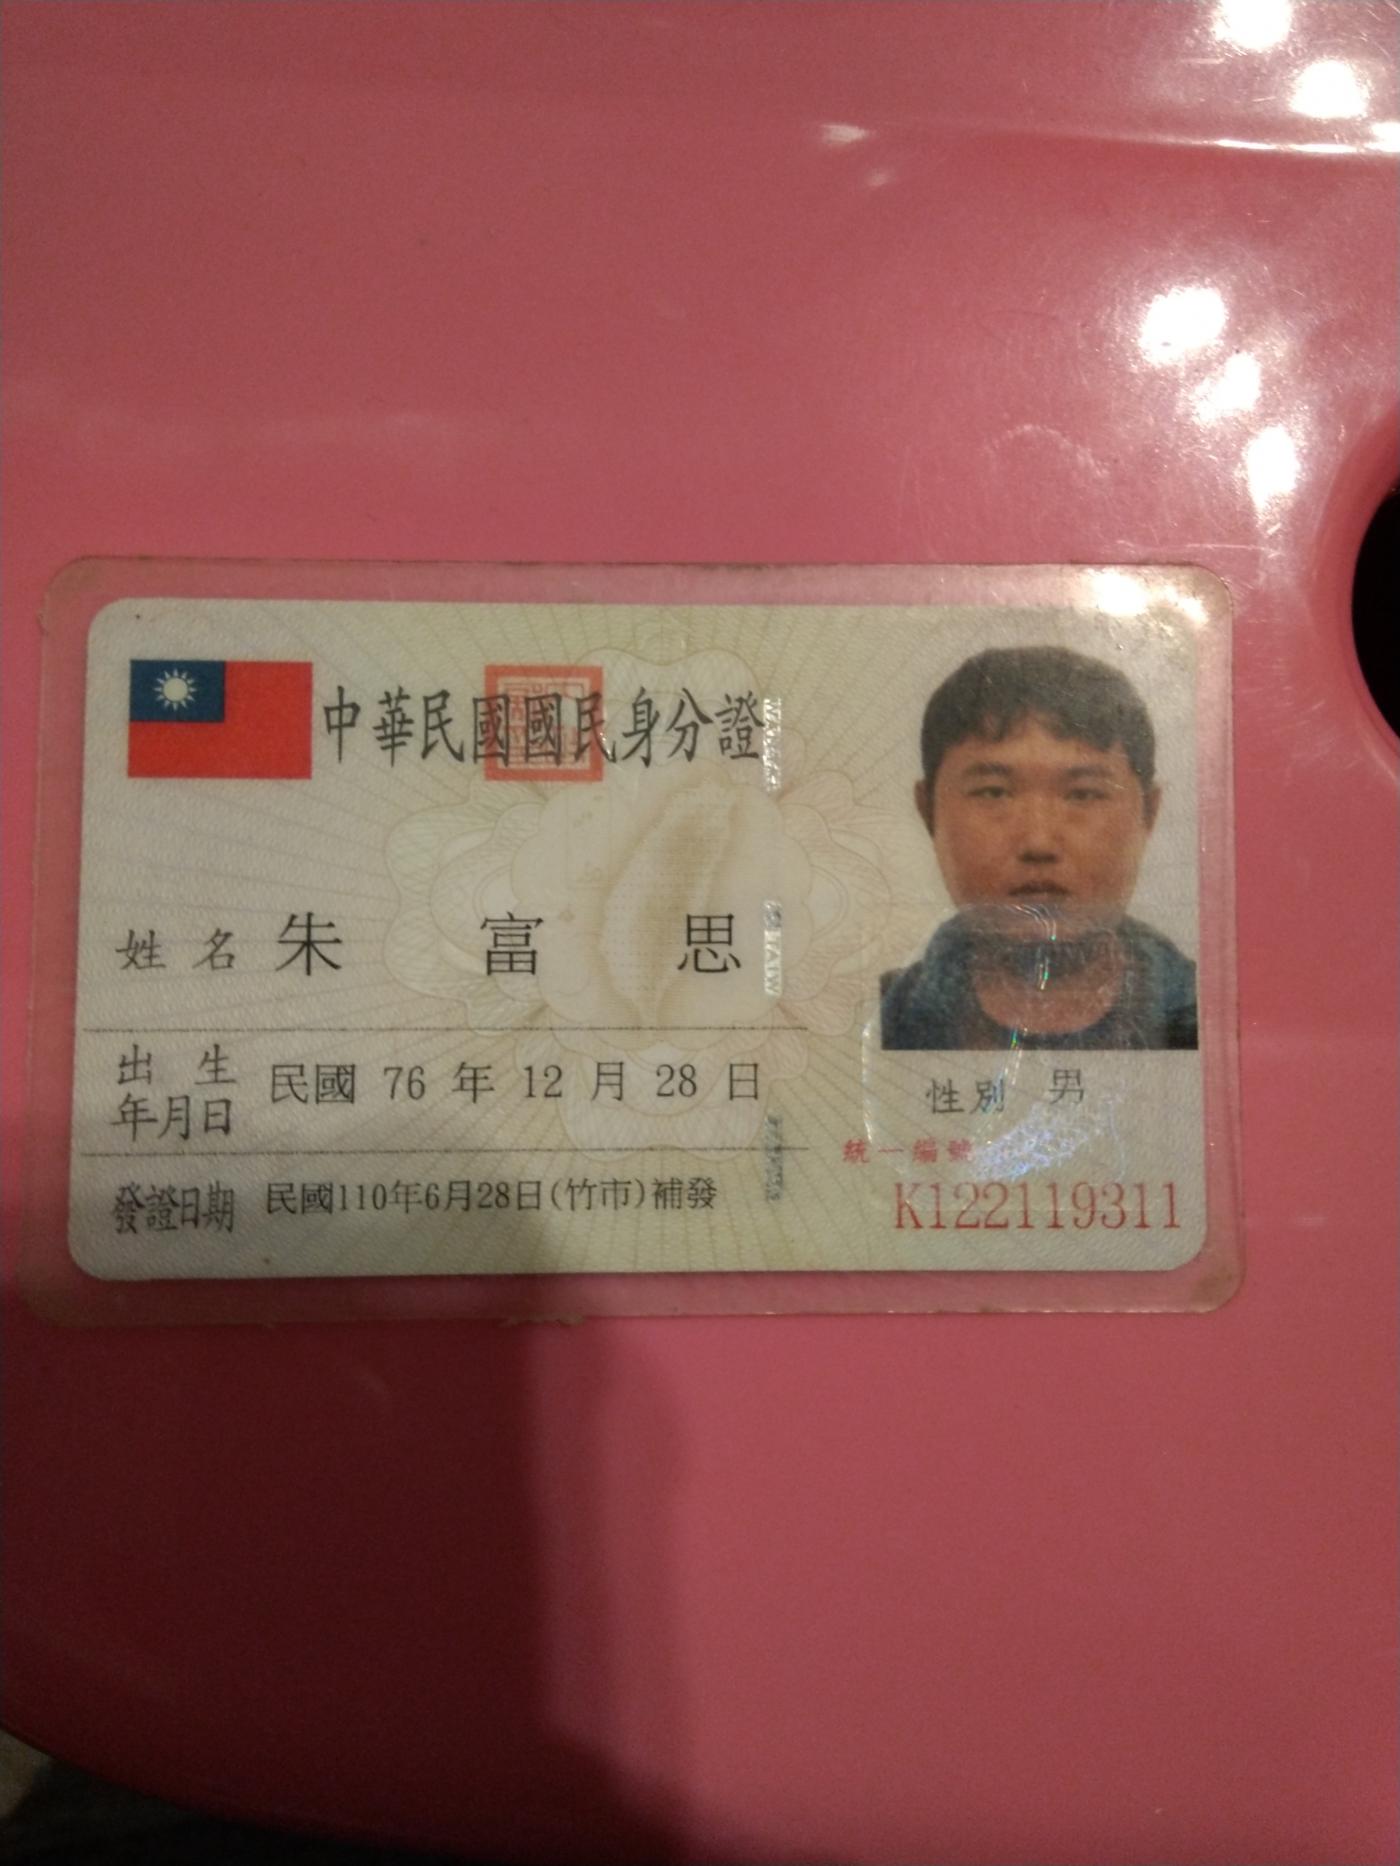 中華民國國民身分證
姓名 朱富思
出生年月日 民國 76 年 12 月 28 日
性別 男
發證日期 民國110年6月28日(竹市)補發
統一編號
K122119311